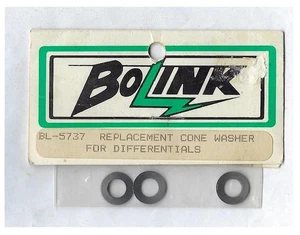 BOLINK
BL-5737 REPLACEMENT CONE WASHER
FOR DIFFERENTIALS